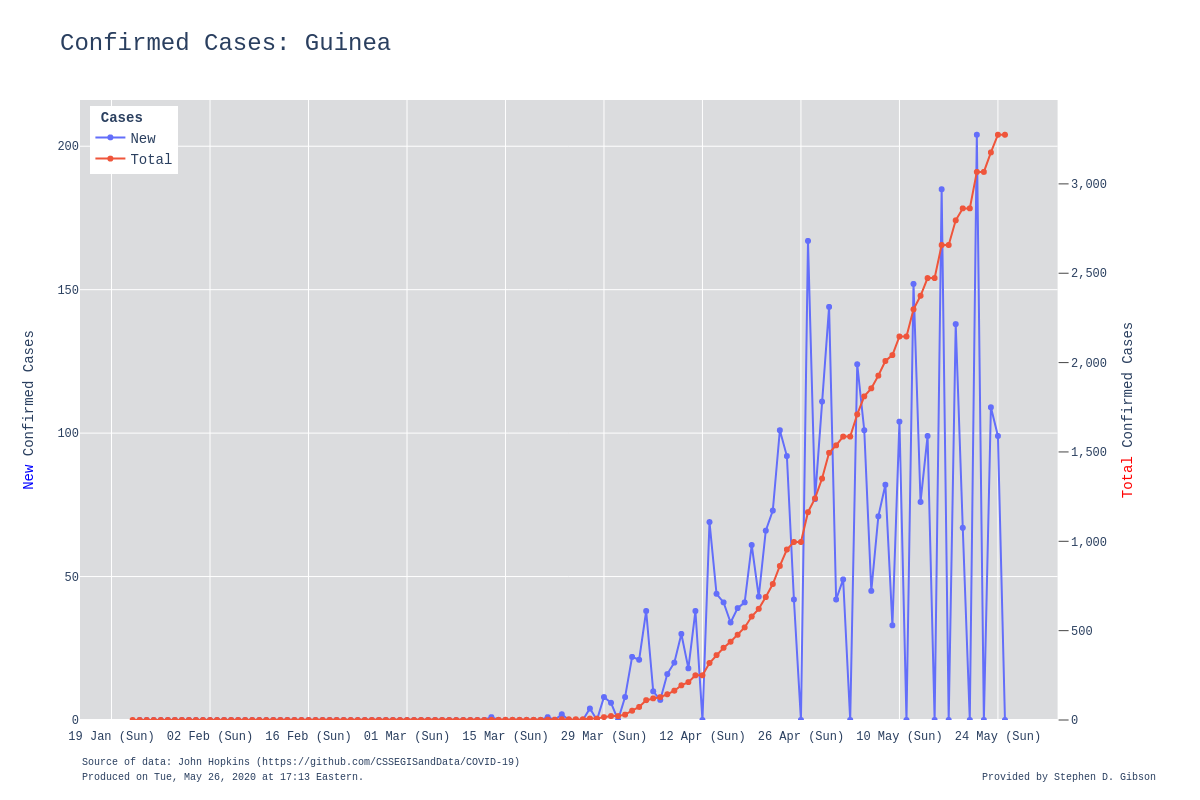 Confirmed Cases: Guinea
Cases
New
Total
200
150
100
50
0
3,000
2,500
2,000
1,500
1,000
500
0
New Confirmed Cases
Total Confirmed Cases
19 Jan (Sun) 02 Feb (Sun) 16 Feb (Sun) 01 Mar (Sun) 15 Mar (Sun) 29 Mar (Sun) 12 Apr (Sun) 26 Apr (Sun) 10 May (Sun) 24 May (Sun)
Source of data: John Hopkins (https://github.com/CSSEGISandData/COVID-19)
Produced on Tue, May 26, 2020 at 17:13 Eastern.
Provided by Stephen D. Gibson